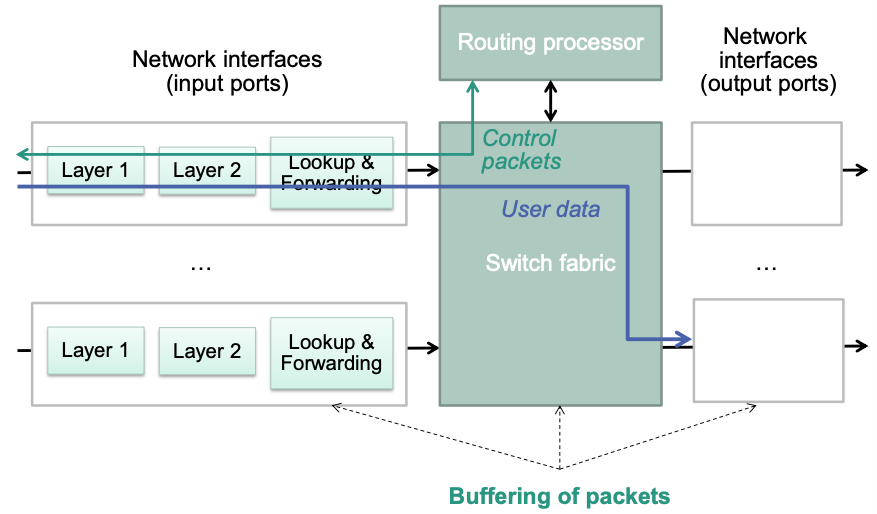 Routing processor
Network interfaces
(input ports)
Network
interfaces
(output ports)
Control
packets
Layer 1
Layer 2
Lookup &
Forwarding
User data
...
Switch fabric
...
Layer 1
Layer 2
Lookup &
Forwarding
Buffering of packets